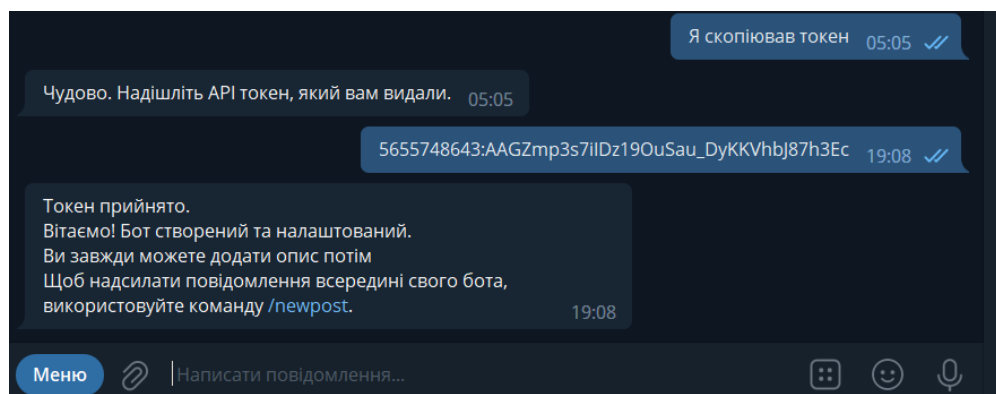 Я скопіював токен 05:05
Чудово. Надішліть API токен, який вам видали. 05:05
5655748643:AAGZmp3s7iIDz19OuSau_DyKKVhbJ87h3Ec 19:08
Токен прийнято.
Вітаємо! Бот створений та налаштований.
Ви завжди можете додати опис потім
Щоб надсилати повідомлення всередині свого бота,
використовуйте команду /newpost. 19:08
Меню Написати повідомлення...